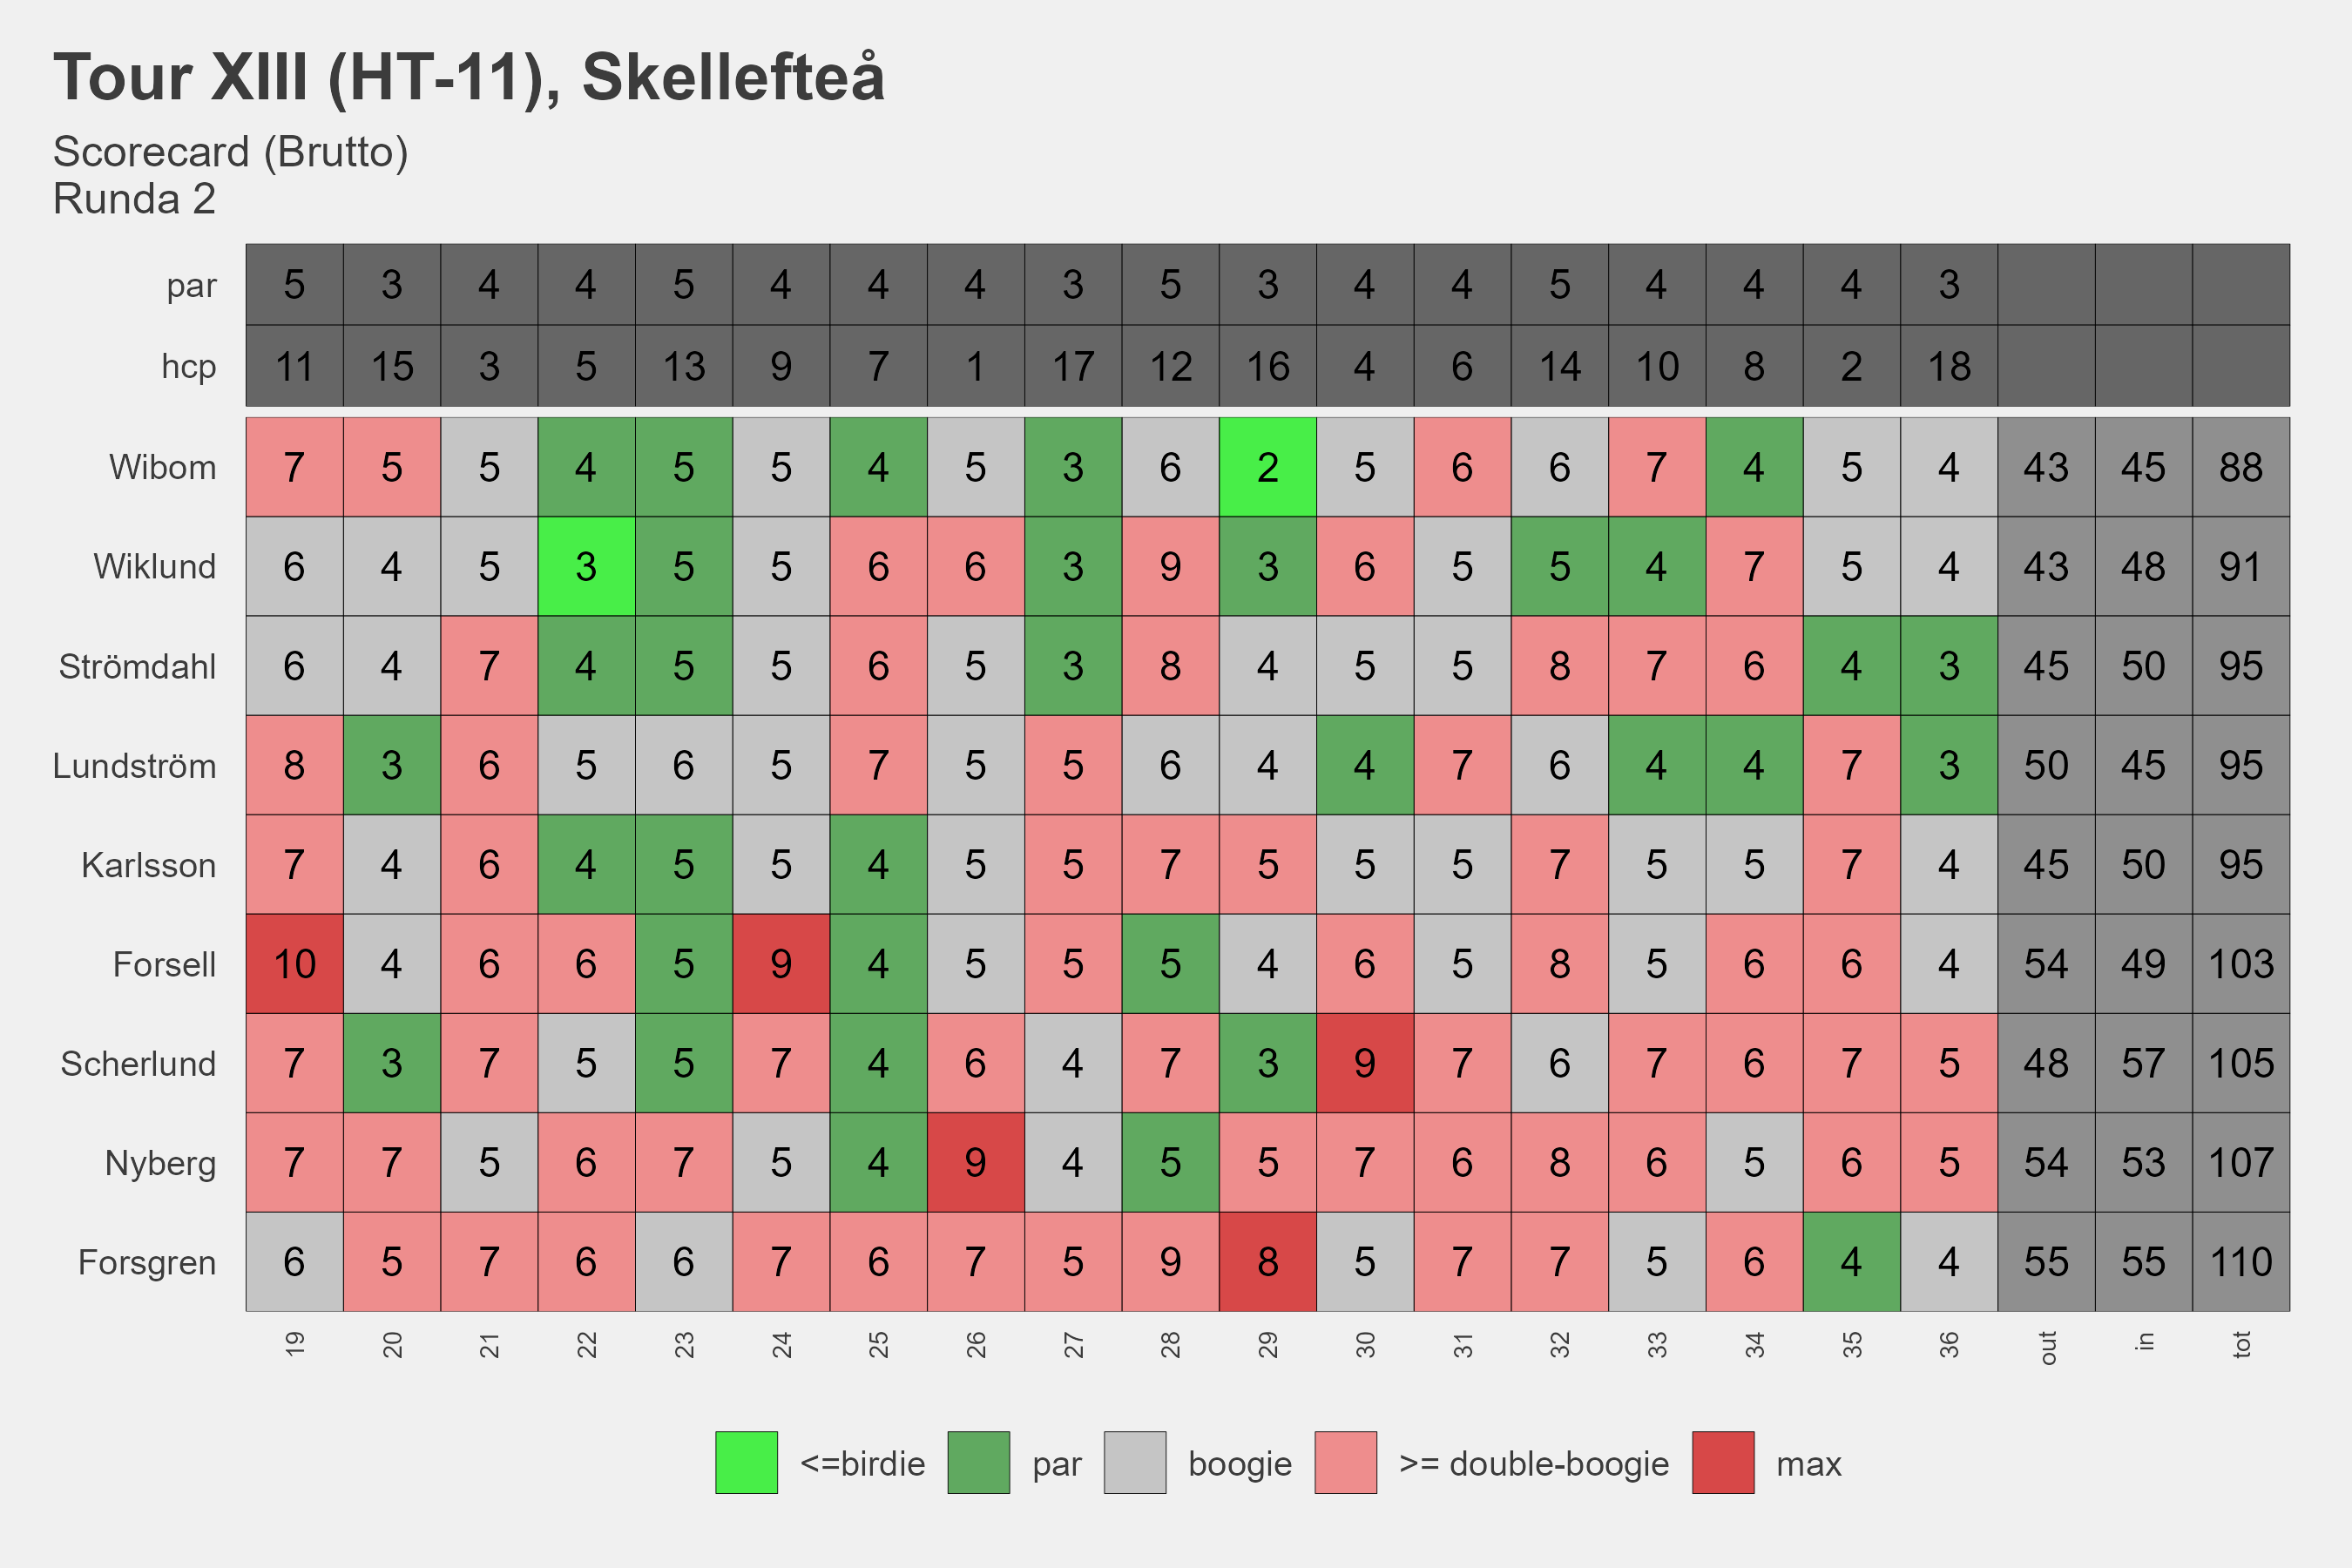 Tour XIII (HT-11), Skellefteå
Scorecard (Brutto)
Runda 2
par 5 3 4 4 5 4 4 4 3 5 3 4 4 5 4 4 4 3
hcp 11 15 3 5 13 9 7 1 17 12 16 4 6 14 10 8 2 18
Wibom 7 5 5 4 5 5 4 5 3 6 2 5 6 6 7 4 5 4 43 45 88
Wiklund 6 4 5 3 5 5 6 6 3 9 3 6 5 5 4 7 5 4 43 48 91
Strömdahl 6 4 7 4 5 5 6 5 3 8 4 5 5 8 7 6 4 3 45 50 95
Lundström 8 3 6 5 6 5 7 5 5 6 4 4 7 6 4 4 7 3 50 45 95
Karlsson 7 4 6 4 5 5 4 5 5 7 5 5 5 7 5 5 7 4 45 50 95
Forsell 10 4 6 6 5 9 4 5 5 5 4 6 5 8 5 6 6 4 54 49 103
Scherlund 7 3 7 5 5 7 4 6 4 7 3 9 7 6 7 6 7 5 48 57 105
Nyberg 7 7 5 6 7 5 4 9 4 5 5 7 6 8 6 5 6 5 54 53 107
Forsgren 6 5 7 6 6 7 6 7 5 9 8 5 7 7 5 6 4 4 55 55 110
19 20 21 22 23 24 25 26 27 28 29 30 31 32 33 34 35 36 out in tot
<=birdie par boogie >= double-boogie max